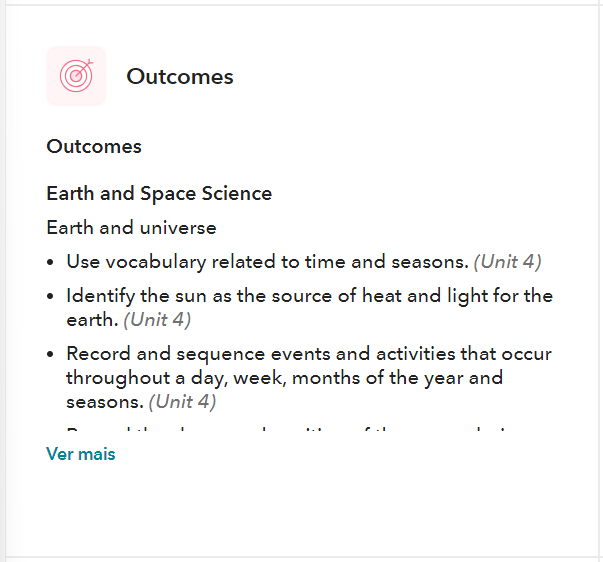 Outcomes
Outcomes
Earth and Space Science
Earth and universe
• Use vocabulary related to time and seasons. (Unit 4)
• Identify the sun as the source of heat and light for the
earth. (Unit 4)
• Record and sequence events and activities that occur
throughout a day, week, months of the year and
seasons. (Unit 4)
Ver mais